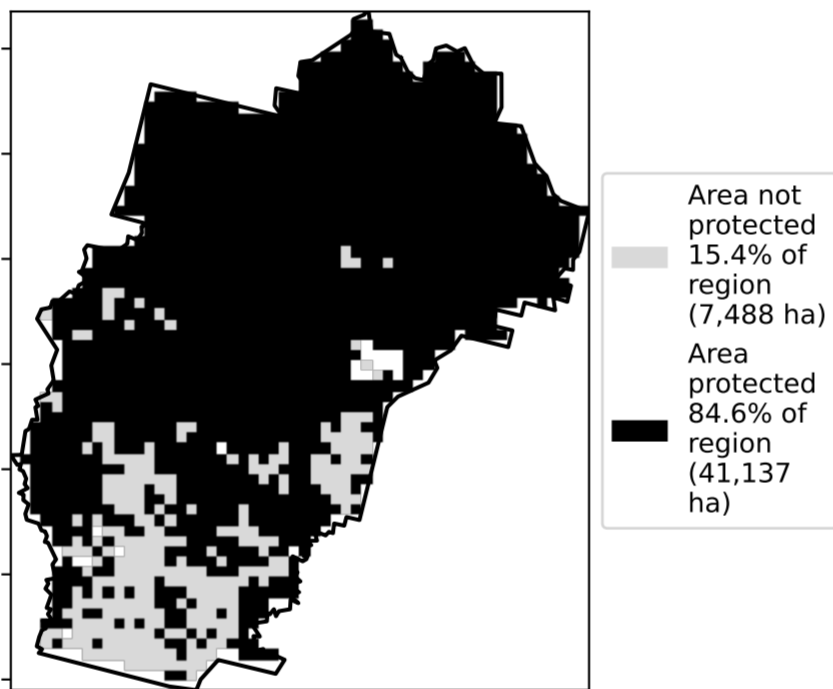 Area not
protected
15.4% of
region
(7,488 ha)
Area
protected
84.6% of
region
(41,137
ha)